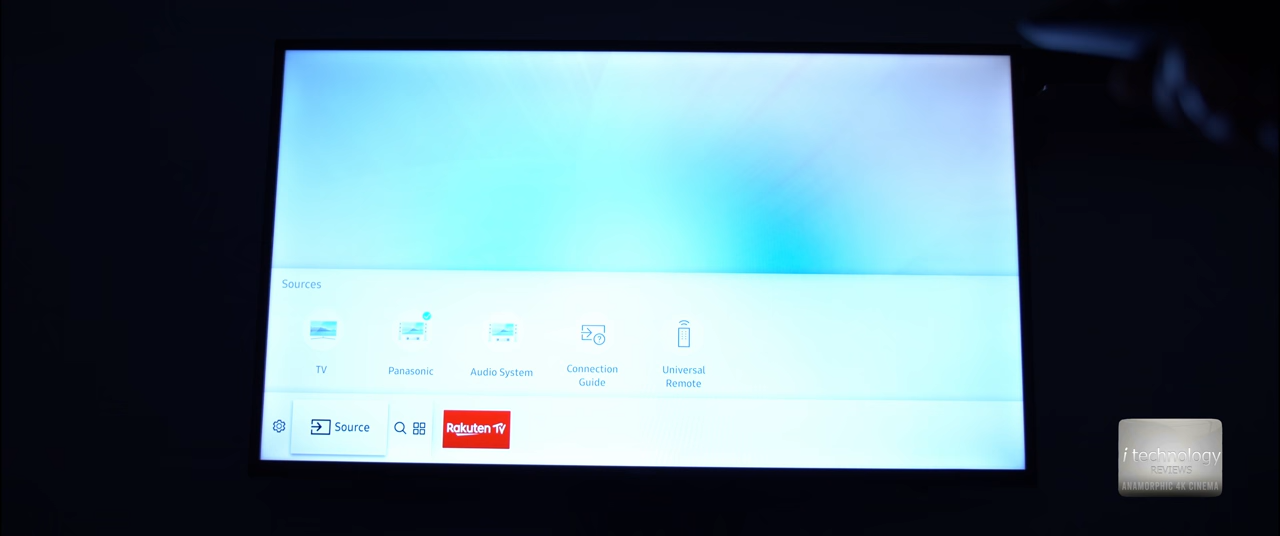 Sources
TV
Panasonic
Audio System
Connection
Guide
Universal
Remote
Source
Rakuten TV
i technology
REVIEWS
ANAMORPHIC 4K CINEMA